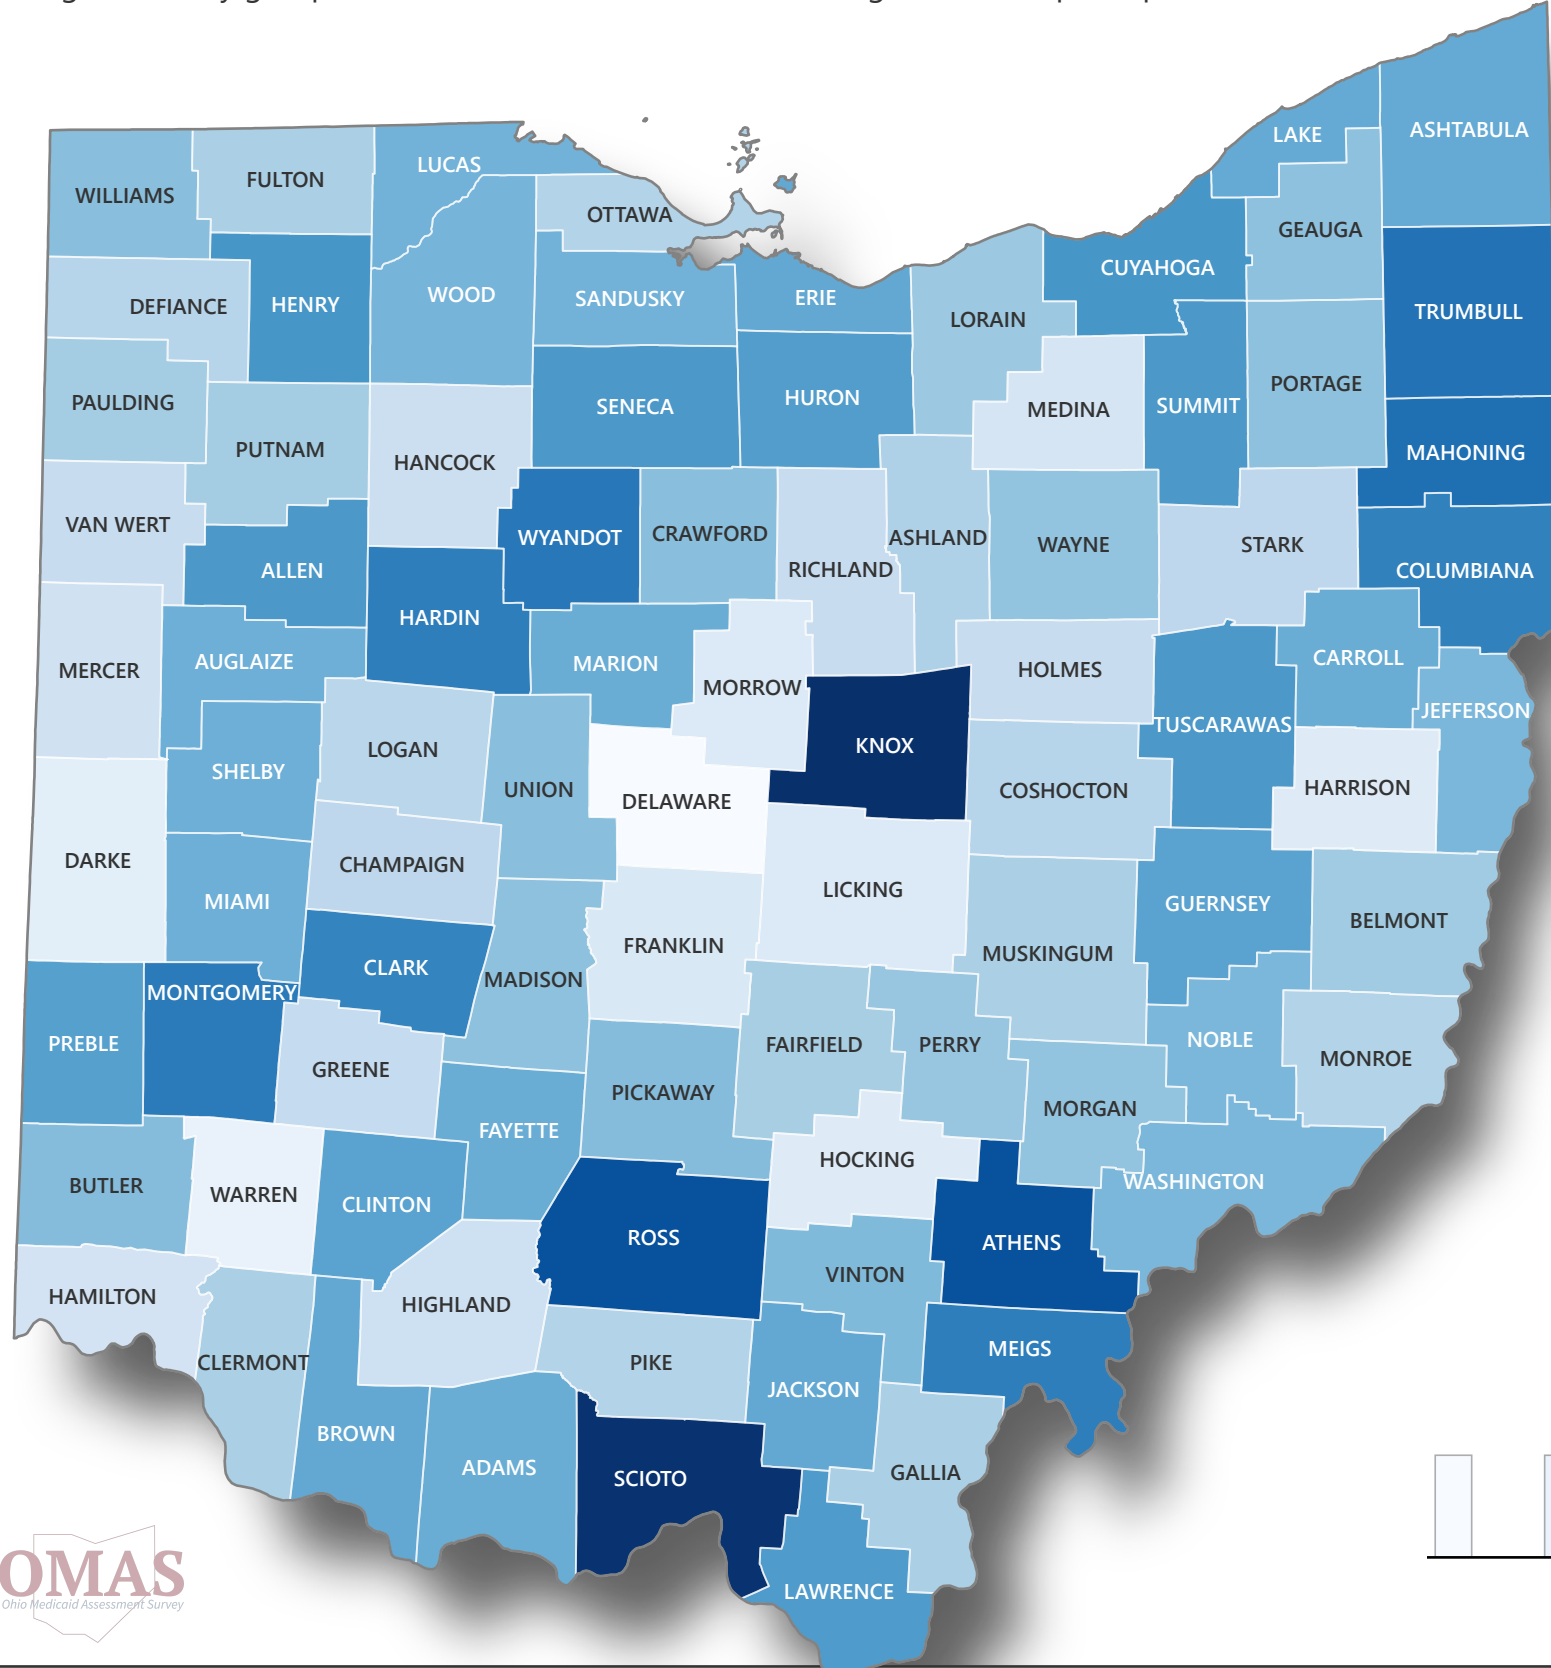 LAKE
ASHTABULA
LUCAS
FULTON
WILLIAMS
OTTAWA
GEAUGA
CUYAHOGA
WOOD
SANDUSKY
ERIE
DEFIANCE
HENRY
TRUMBULL
LORAIN
PORTAGE
HURON
PAULDING
SENECA
SUMMIT
MEDINA
PUTNAM
MAHONING
HANCOCK
VAN WERT
CRAWFORD
WYANDOT
ASHLAND
WAYNE
STARK
RICHLAND
ALLEN
COLUMBIANA
HARDIN
CARROLL
AUGLAIZE
MARION
MERCER
HOLMES
MORROW
JEFFERSON
TUSCARAWAS
KNOX
LOGAN
SHELBY
HARRISON
UNION
COSHOCTON
DELAWARE
DARKE
CHAMPAIGN
LICKING
MIAMI
GUERNSEY
BELMONT
FRANKLIN
MUSKINGUM
CLARK
MADISON
MONTGOMERY
NOBLE
PREBLE
FAIRFIELD
PERRY
MONROE
GREENE
PICKAWAY
MORGAN
FAYETTE
HOCKING
WASHINGTON
BUTLER
WARREN
CLINTON
ROSS
ATHENS
VINTON
HAMILTON
HIGHLAND
MEIGS
CLERMONT
PIKE
JACKSON
BROWN
ADAMS
GALLIA
SCIOTO
LAWRENCE
OMAS
Ohio Medicaid Assessment Survey